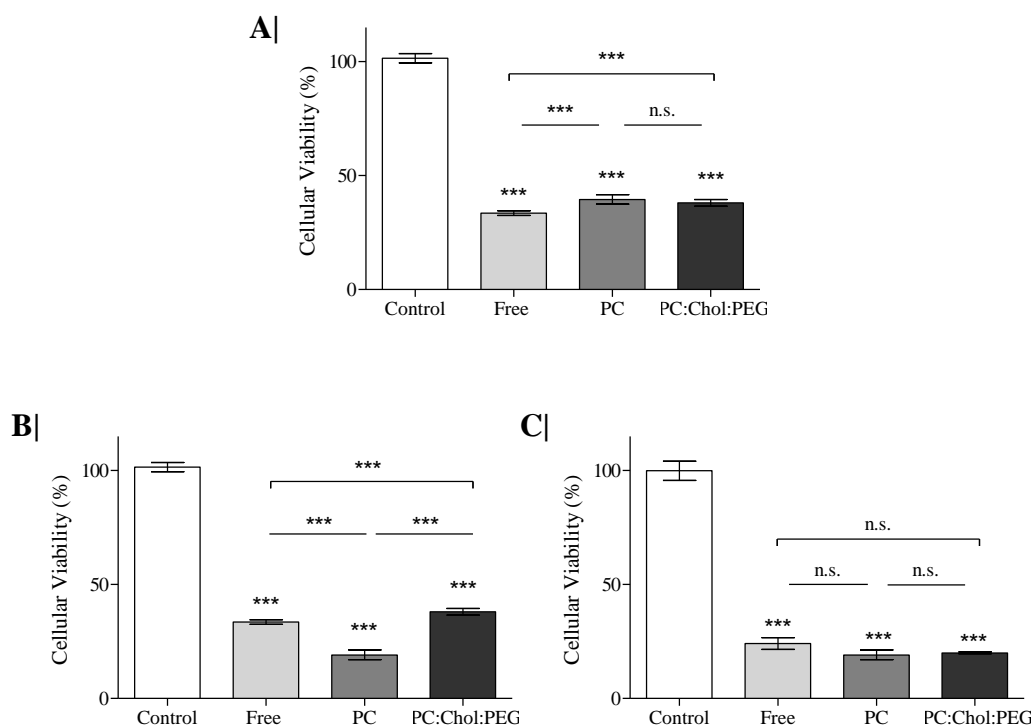 A|
Cellular Viability (%)
100
50
0
***
***
n.s.
***
***
***
Control Free PC PC:Chol:PEG
B|
Cellular Viability (%)
100
50
0
***
***
***
***
***
***
Control Free PC PC:Chol:PEG
C|
Cellular Viability (%)
100
50
0
n.s.
n.s.
n.s.
***
***
***
Control Free PC PC:Chol:PEG